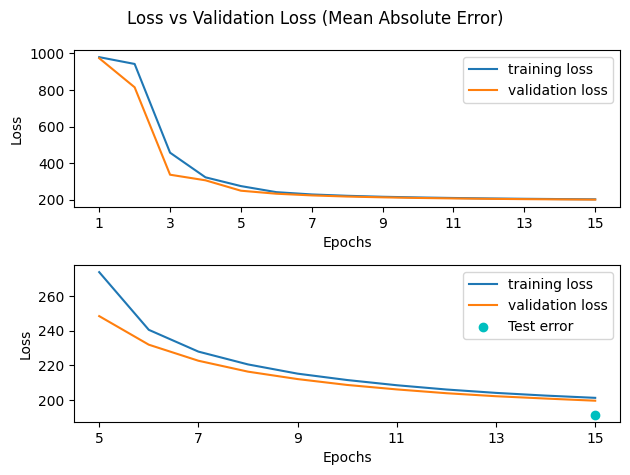 Loss vs Validation Loss (Mean Absolute Error)
1000
800
600
400
200
Loss
training loss
validation loss
1 3 5 7 9 11 13 15
Epochs
260
240
220
200
Loss
training loss
validation loss
Test error
5 7 9 11 13 15
Epochs